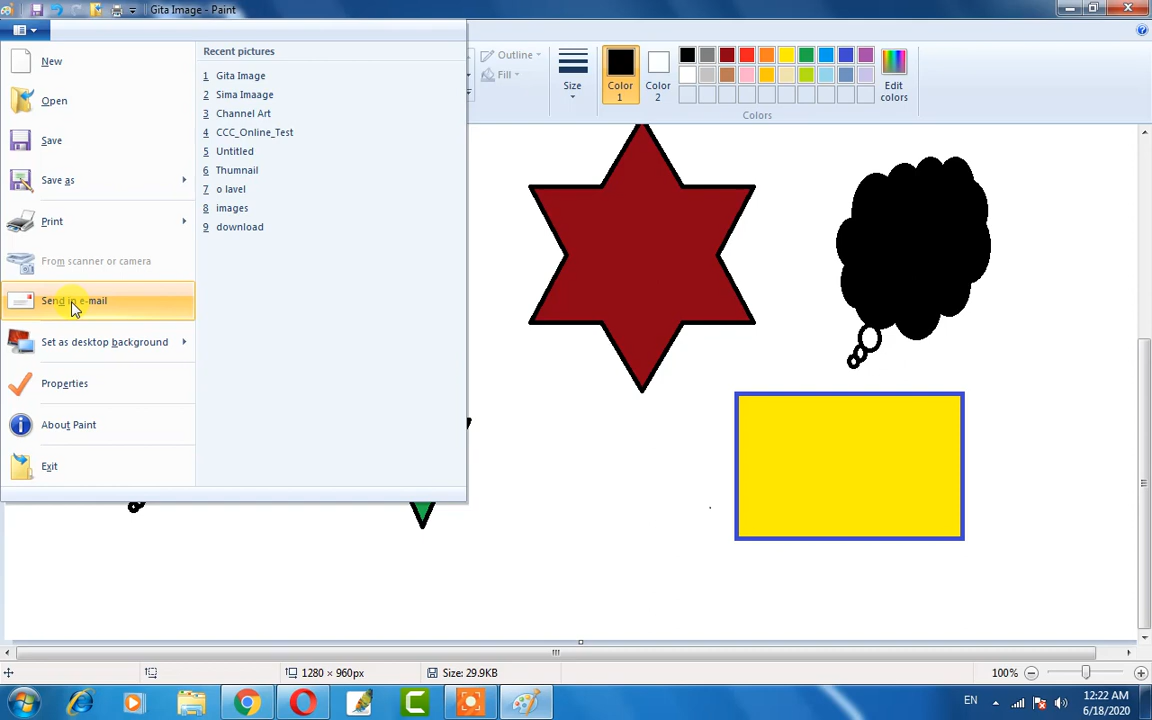 Gita Image - Paint
New
Open
Save
Save as
Print
From scanner or camera
Send in e-mail
Set as desktop background
Properties
About Paint
Exit
Recent pictures
1 Gita Image
2 Sima Imaage
3 Channel Art
4 CCC_Online_Test
5 Untitled
6 Thumnail
7 o lavel
8 images
9 download
Outline
Fill
Size
Color 1
Color 2
Edit colors
Colors
1280 × 960px
Size: 29.9KB
100%
EN
12:22 AM
6/18/2020